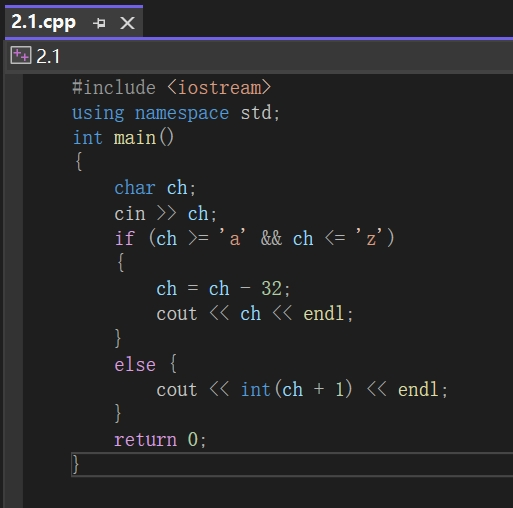 2.1.cpp
2.1
#include <iostream>
using namespace std;
int main()
{
    char ch;
    cin >> ch;
    if (ch >= 'a' && ch <= 'z')
    {
        ch = ch - 32;
        cout << ch << endl;
    }
    else {
        cout << int(ch + 1) << endl;
    }
    return 0;
}